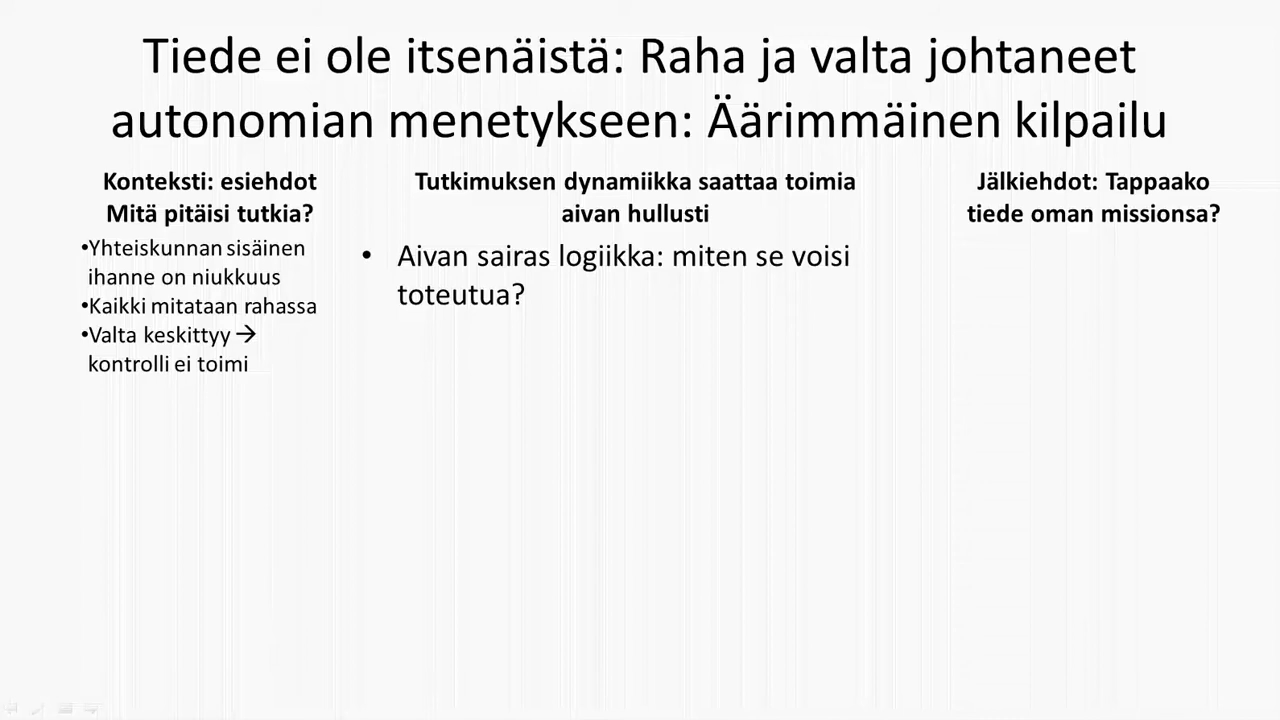 Tiede ei ole itsenäistä: Raha ja valta johtaneet
autonomian menetykseen: Äärimmäinen kilpailu
Konteksti: esiehdot
Mitä pitäisi tutkia?
•Yhteiskunnan sisäinen
ihanne on niukkuus
•Kaikki mitataan rahassa
•Valta keskittyy →
kontrolli ei toimi
Tutkimuksen dynamiikka saattaa toimia
aivan hullusti
• Aivan sairas logiikka: miten se voisi
toteutua?
Jälkiehdot: Tappaako
tiede oman missionsa?